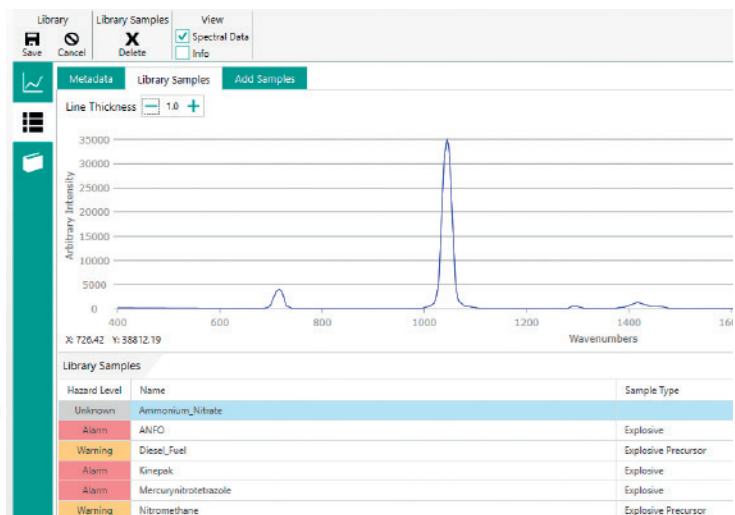 Library Library Samples View
Save Cancel Delete Spectral Data
Info
Metadata Library Samples Add Samples
Line Thickness 1.0
35000
30000
25000
20000
15000
10000
5000
0
Arbitrary Intensity
400 600 800 1000 1200 1400 1600
X: 726.42 Y: 38812.19 Wavenumbers
Library Samples
Hazard Level Name Sample Type
Unknown Ammonium_Nitrate
Alarm ANFO Explosive
Warning Diesel_Fuel Explosive Precursor
Alarm Kinepak Explosive
Alarm Mercurynitrotetrazole Explosive
Warning Nitromethane Explosive Precursor